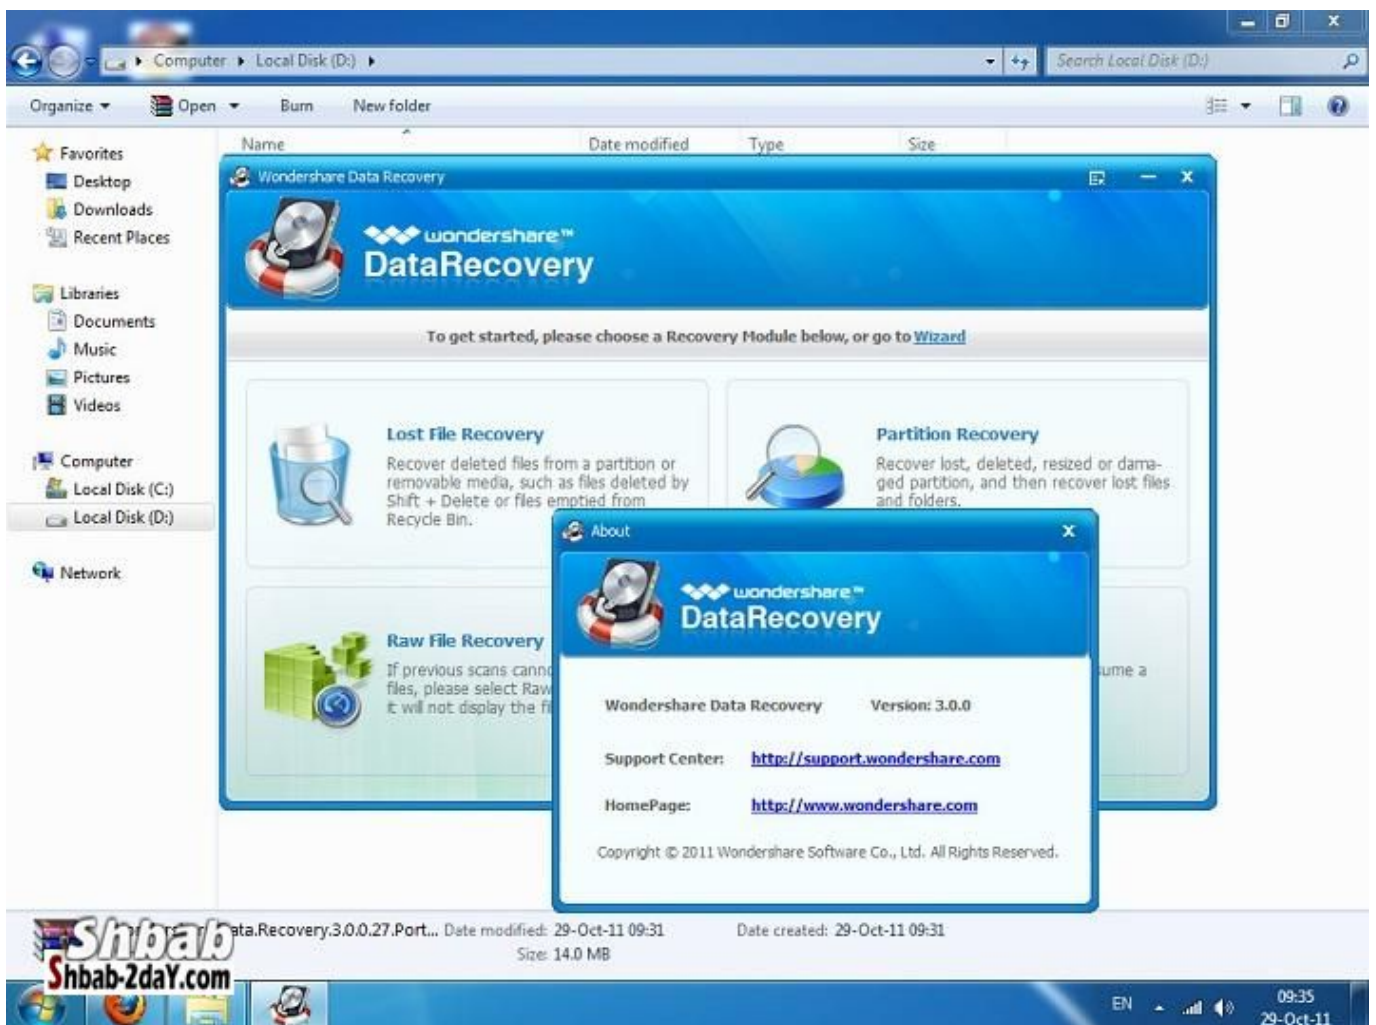 Computer ▸ Local Disk (D:) ▸
Search Local Disk (D:)
Organize Open Burn New folder
Name Date modified Type Size
Favorites
Desktop
Downloads
Recent Places
Libraries
Documents
Music
Pictures
Videos
Computer
Local Disk (C:)
Local Disk (D:)
Network
Wondershare Data Recovery
wondershare™
DataRecovery
To get started, please choose a Recovery Module below, or go to Wizard
Lost File Recovery
Recover deleted files from a partition or
removable media, such as files deleted by
Shift + Delete or files emptied from
Recycle Bin.
Partition Recovery
Recover lost, deleted, resized or dama-
ged partition, and then recover lost files
and folders.
Raw File Recovery
If previous scans
files, please select Raw
it will not display the
ume a
About
wondershare™
DataRecovery
Wondershare Data Recovery Version: 3.0.0
Support Center: http://support.wondershare.com
HomePage: http://www.wondershare.com
Copyright © 2011 Wondershare Software Co., Ltd. All Rights Reserved.
ata.Recovery.3.0.0.27.Port... Date modified: 29-Oct-11 09:31 Date created: 29-Oct-11 09:31
Size: 14.0 MB
Shbab
Shbab-2daY.com
EN
09:35
29-Oct-11